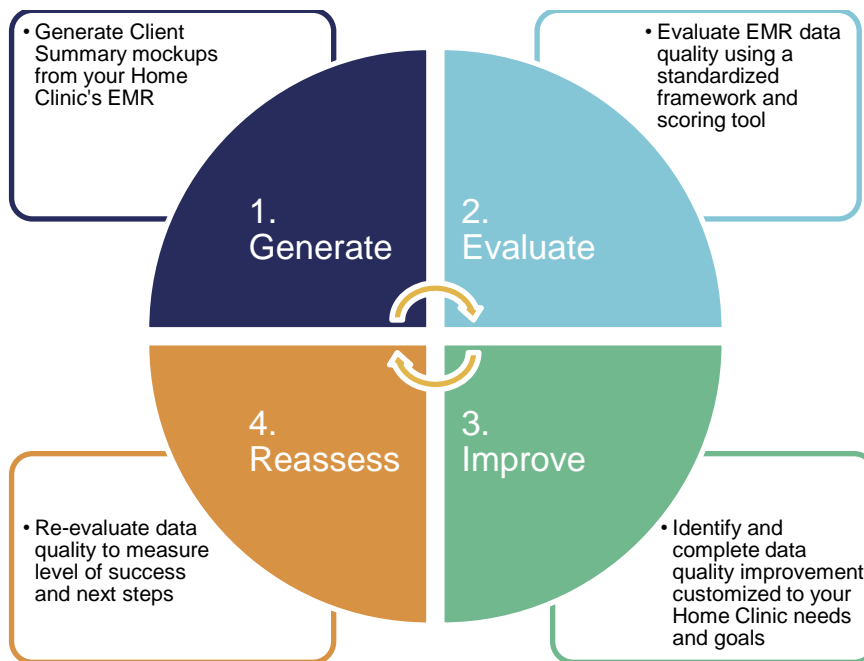 • Generate Client
Summary mockups
from your Home
Clinic's EMR
• Evaluate EMR data
quality using a
standardized
framework and
scoring tool
1.
Generate
2.
Evaluate
4.
Reassess
3.
Improve
• Re-evaluate data
quality to measure
level of success
and next steps
• Identify and
complete data
quality improvement
customized to your
Home Clinic needs
and goals